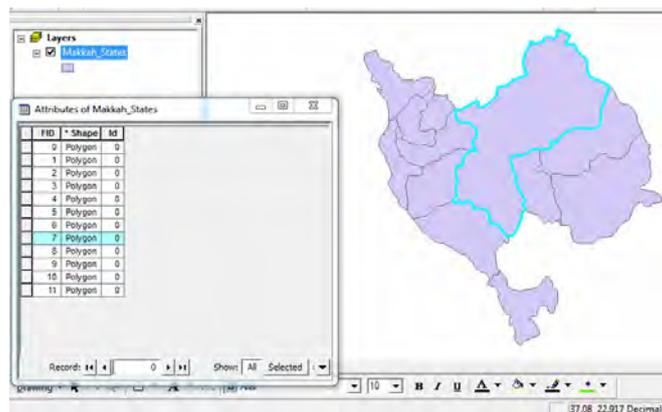 Layers
Makkah_States
Attributes of Makkah_States
FID * Shape Id
0 Polygon 0
1 Polygon 0
2 Polygon 0
3 Polygon 0
4 Polygon 0
5 Polygon 0
6 Polygon 0
7 Polygon 0
8 Polygon 0
9 Polygon 0
10 Polygon 0
11 Polygon 0
Record: 0 Show: All Selected
Drawing 10 B I U A
37.08 22.917 Decimal